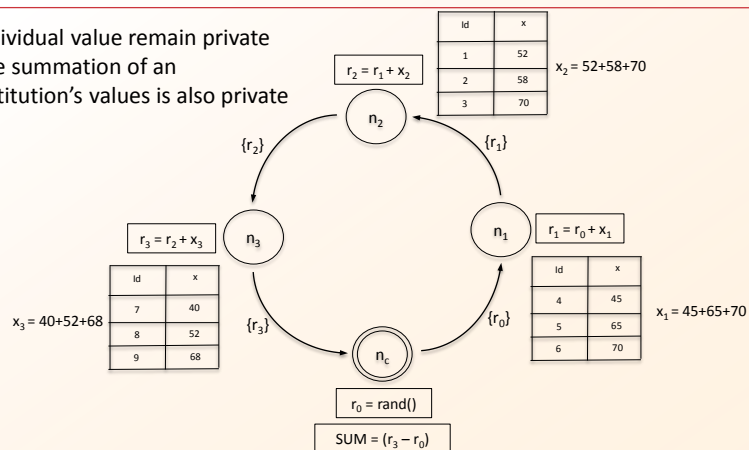 ividual value remain private
e summation of an
titution's values is also private
r₂ = r₁ + x₂
Id x
1 52
2 58
3 70
x₂ = 52+58+70
n₂
{r₂}
{r₁}
r₃ = r₂ + x₃
n₃
n₁
r₁ = r₀ + x₁
Id x
7 40
8 52
9 68
x₃ = 40+52+68
{r₃}
{r₀}
Id x
4 45
5 65
6 70
x₁ = 45+65+70
n꜀
r₀ = rand()
SUM = (r₃ – r₀)